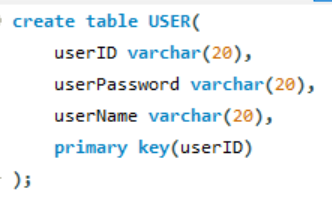 create table USER(
userID varchar(20),
userPassword varchar(20),
userName varchar(20),
primary key(userID)
);